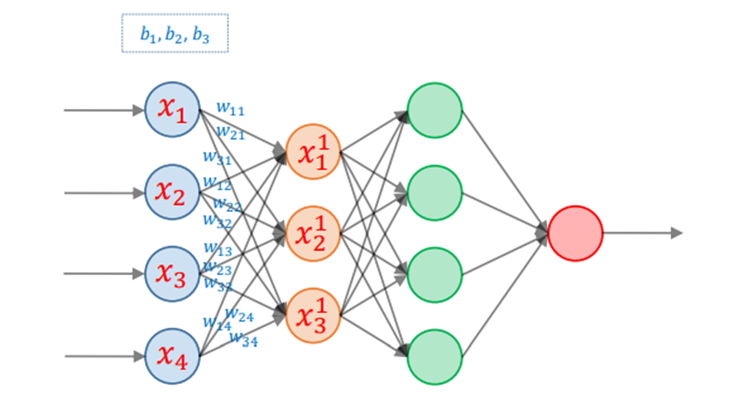 b₁, b₂, b₃
x₁
w₁₁
w₂₁
w₃₁
x₁¹
x₂
w₁₂
w₂₂
w₃₂
x₂¹
x₃
w₁₃
w₂₃
w₃₃
x₃¹
x₄
w₁₄
w₂₄
w₃₄